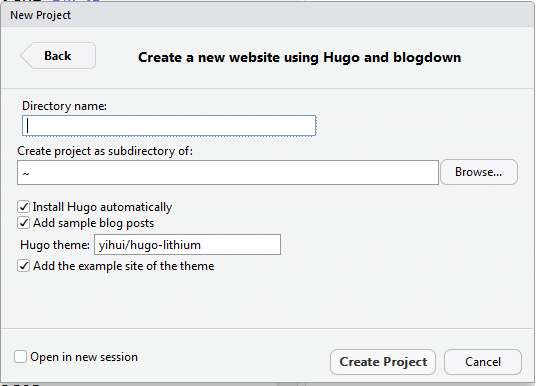 New Project
Back
Create a new website using Hugo and blogdown
Directory name:
Create project as subdirectory of:
~
Browse...
Install Hugo automatically
Add sample blog posts
Hugo theme: yihui/hugo-lithium
Add the example site of the theme
Open in new session
Create Project
Cancel